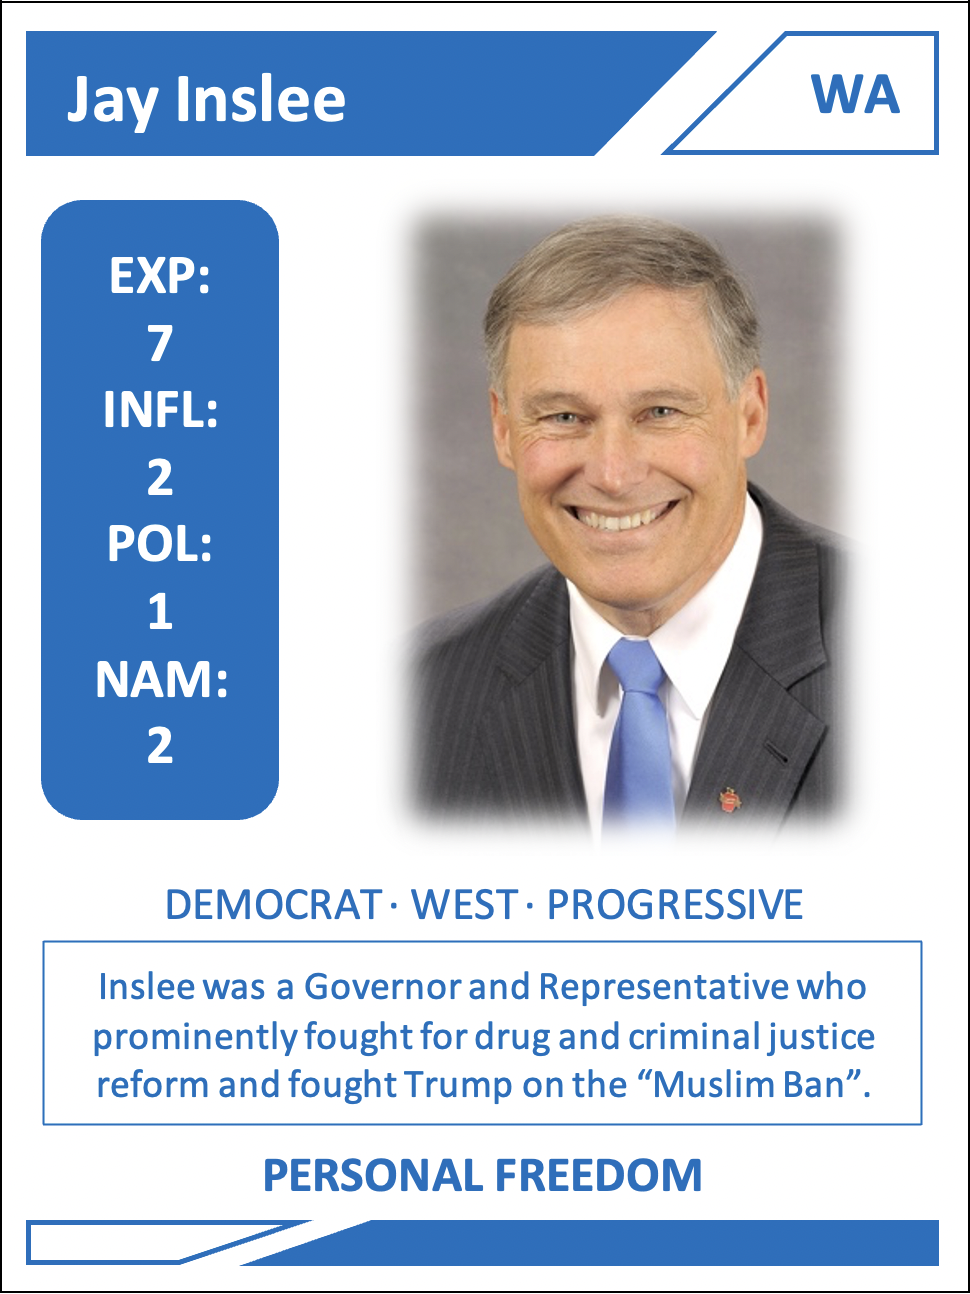 Jay Inslee
WA
EXP:
7
INFL:
2
POL:
1
NAM:
2
DEMOCRAT · WEST · PROGRESSIVE
Inslee was a Governor and Representative who
prominently fought for drug and criminal justice
reform and fought Trump on the “Muslim Ban”.
PERSONAL FREEDOM